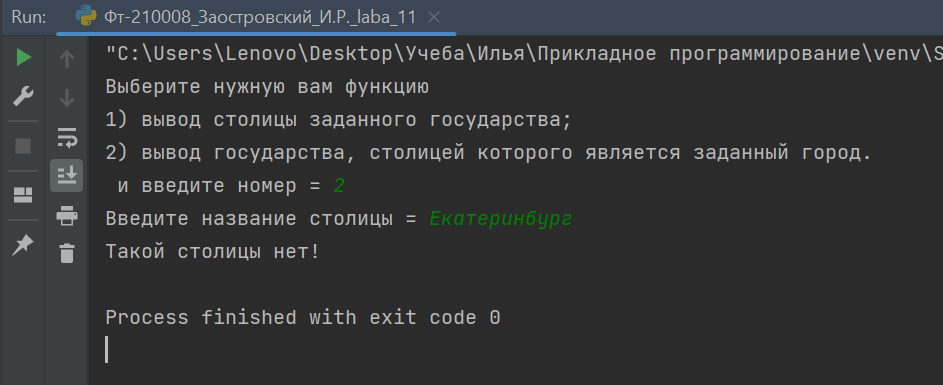 Run: Фт-210008_Заостровский_И.Р._laba_11
"C:\Users\Lenovo\Desktop\Учеба\Илья\Прикладное программирование\venv\S
Выберите нужную вам функцию
1) вывод столицы заданного государства;
2) вывод государства, столицей которого является заданный город.
и введите номер = 2
Введите название столицы = Екатеринбург
Такой столицы нет!
Process finished with exit code 0